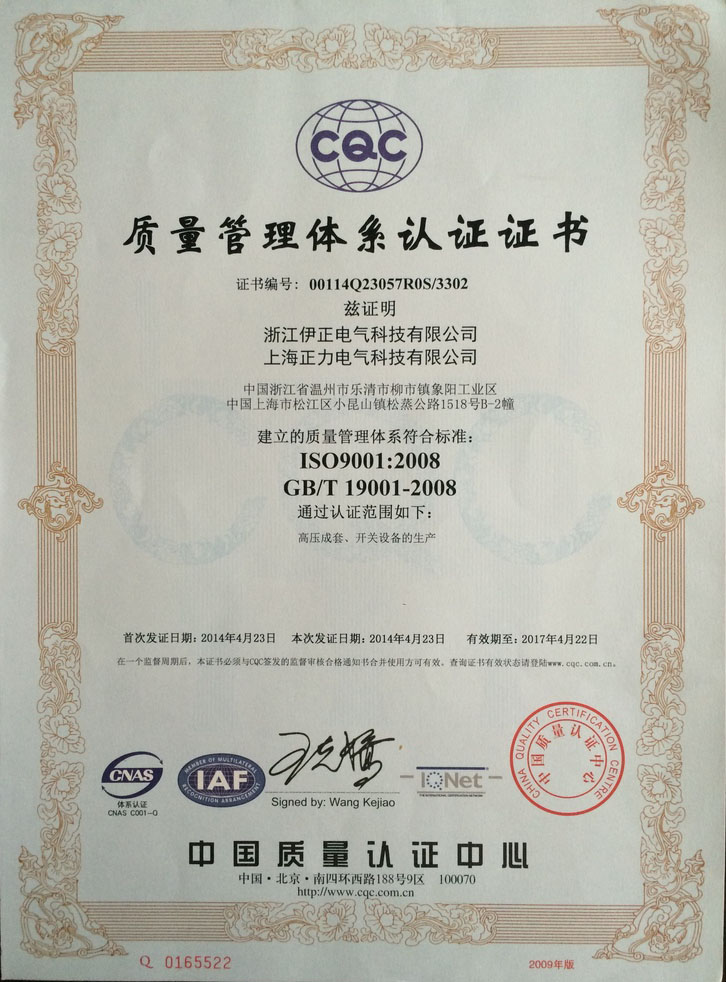 CQC
质量管理体系认证证书
证书编号：00114Q23057R0S/3302
兹证明
浙江伊正电气科技有限公司
上海正力电气科技有限公司
中国浙江省温州市乐清市柳市镇象阳工业区
中国上海市松江区小昆山镇松蒸公路1518号B-2幢
建立的质量管理体系符合标准：
ISO9001:2008
GB/T 19001-2008
通过认证范围如下：
高压成套、开关设备的生产
首次发证日期：2014年4月23日 本次发证日期：2014年4月23日 有效期至：2017年4月22日
在一个监督周期后，本证书必须与CQC签发的监督审核合格通知书合并使用方可有效。查询证书有效状态请登陆www.cqc.com.cn。
CNAS
体系认证
CNAS C001-Q
MEMBER OF MULTILATERAL
IAF
RECOGNITION ARRANGEMENT
王克娇
Signed by: Wang Kejiao
IQNet
THE INTERNATIONAL CERTIFICATION NETWORK
CHINA QUALITY CERTIFICATION CENTRE
中国质量认证中心
中国质量认证中心
中国·北京·南四环西路188号9区 100070
http://www.cqc.com.cn
Q 0165522
2009年版